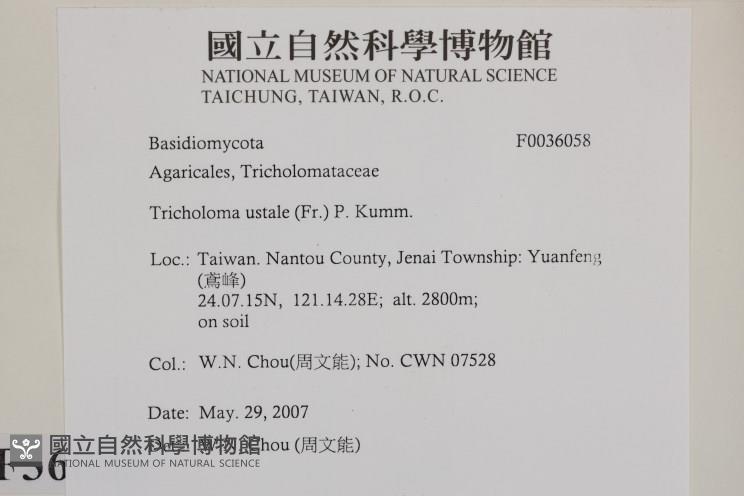 國立自然科學博物館
NATIONAL MUSEUM OF NATURAL SCIENCE
TAICHUNG, TAIWAN, R.O.C.
Basidiomycota F0036058
Agaricales, Tricholomataceae
Tricholoma ustale (Fr.) P. Kumm.
Loc.: Taiwan. Nantou County, Jenai Township: Yuanfeng
(鳶峰)
24.07.15N, 121.14.28E; alt. 2800m;
on soil
Col.: W.N. Chou(周文能); No. CWN 07528
Date: May. 29, 2007
Chou (周文能)
國立自然科學博物館
NATIONAL MUSEUM OF NATURAL SCIENCE